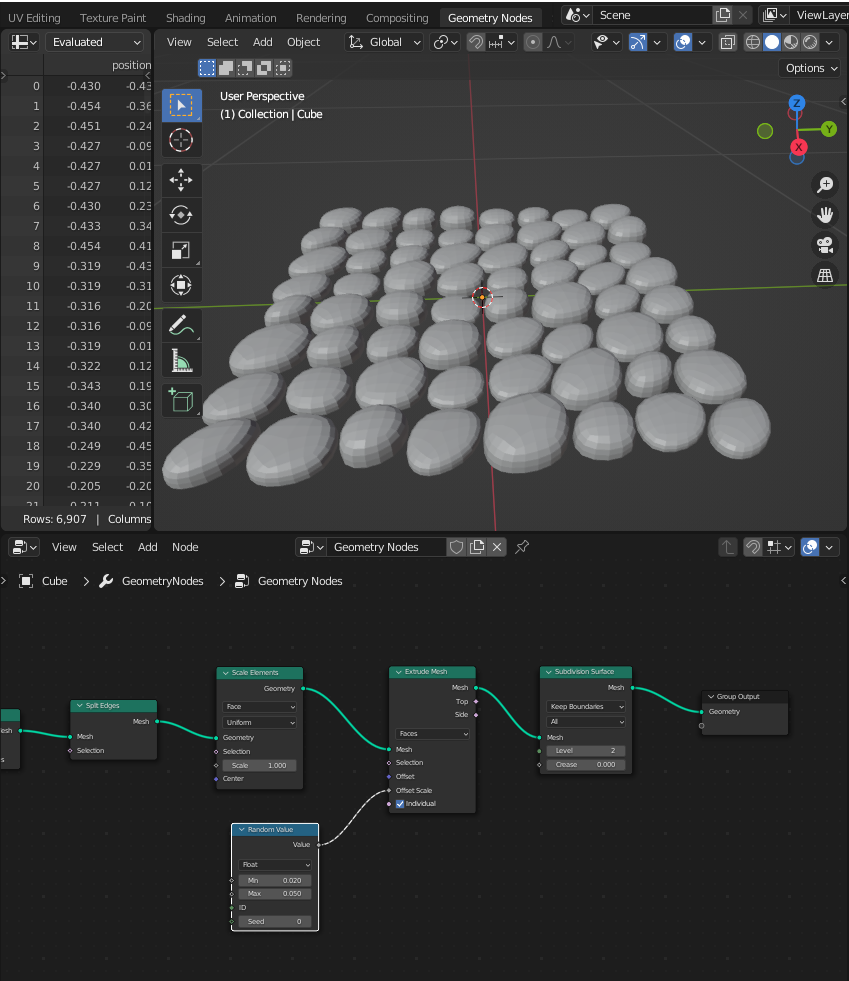 UV Editing Texture Paint Shading Animation Rendering Compositing Geometry Nodes Scene ViewLayer
Evaluated View Select Add Object Global
position
Options
User Perspective
(1) Collection | Cube
Z
Y
X
0 -0.430 -0.43
1 -0.454 -0.36
2 -0.451 -0.24
3 -0.427 -0.09
4 -0.427 0.01
5 -0.427 0.12
6 -0.430 0.23
7 -0.433 0.34
8 -0.454 0.41
9 -0.319 -0.43
10 -0.319 -0.31
11 -0.316 -0.20
12 -0.316 -0.09
13 -0.319 0.01
14 -0.322 0.12
15 -0.343 0.19
16 -0.340 0.30
17 -0.340 0.42
18 -0.249 -0.45
19 -0.229 -0.35
20 -0.205 -0.20
Rows: 6,907 | Columns
View Select Add Node Geometry Nodes
Cube > GeometryNodes > Geometry Nodes
Split Edges
Mesh
Mesh
Selection
Scale Elements
Geometry
Face
Uniform
Geometry
Selection
Scale 1.000
Center
Extrude Mesh
Mesh
Top
Side
Faces
Mesh
Selection
Offset
Offset Scale
Individual
Subdivision Surface
Mesh
Keep Boundaries
All
Mesh
Level 2
Crease 0.000
Group Output
Geometry
Random Value
Value
Float
Min 0.020
Max 0.050
ID
Seed 0